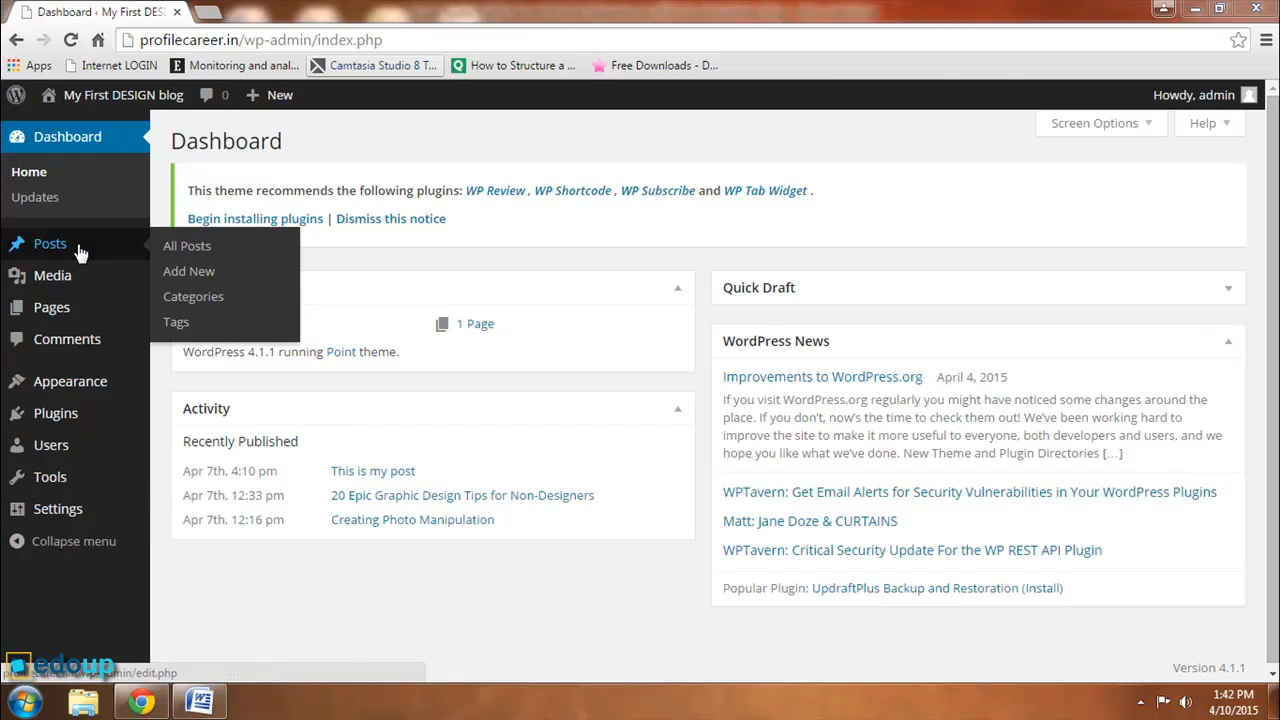 Dashboard ‹ My First DESI
profilecareer.in/wp-admin/index.php
Apps
Internet LOGIN
Monitoring and anal...
Camtasia Studio 8 T...
How to Structure a ...
Free Downloads - D...
My First DESIGN blog
0
New
Howdy, admin
Dashboard
Home
Updates
Posts
All Posts
Add New
Categories
Tags
Media
Pages
Comments
Appearance
Plugins
Users
Tools
Settings
Collapse menu
Dashboard
Screen Options
Help
This theme recommends the following plugins: WP Review , WP Shortcode , WP Subscribe and WP Tab Widget .
Begin installing plugins | Dismiss this notice
1 Page
WordPress 4.1.1 running Point theme.
Activity
Recently Published
Apr 7th, 4:10 pm This is my post
Apr 7th, 12:33 pm 20 Epic Graphic Design Tips for Non-Designers
Apr 7th, 12:16 pm Creating Photo Manipulation
Quick Draft
WordPress News
Improvements to WordPress.org April 4, 2015
If you visit WordPress.org regularly you might have noticed some changes around the
place. If you don't, now's the time to check them out! We've been working hard to
improve the site to make it more useful to everyone, both developers and users, and we
hope you like what we've done. New Theme and Plugin Directories […]
WPTavern: Get Email Alerts for Security Vulnerabilities in Your WordPress Plugins
Matt: Jane Doze & CURTAINS
WPTavern: Critical Security Update For the WP REST API Plugin
Popular Plugin: UpdraftPlus Backup and Restoration (Install)
Version 4.1.1
edoup
1:42 PM
4/10/2015